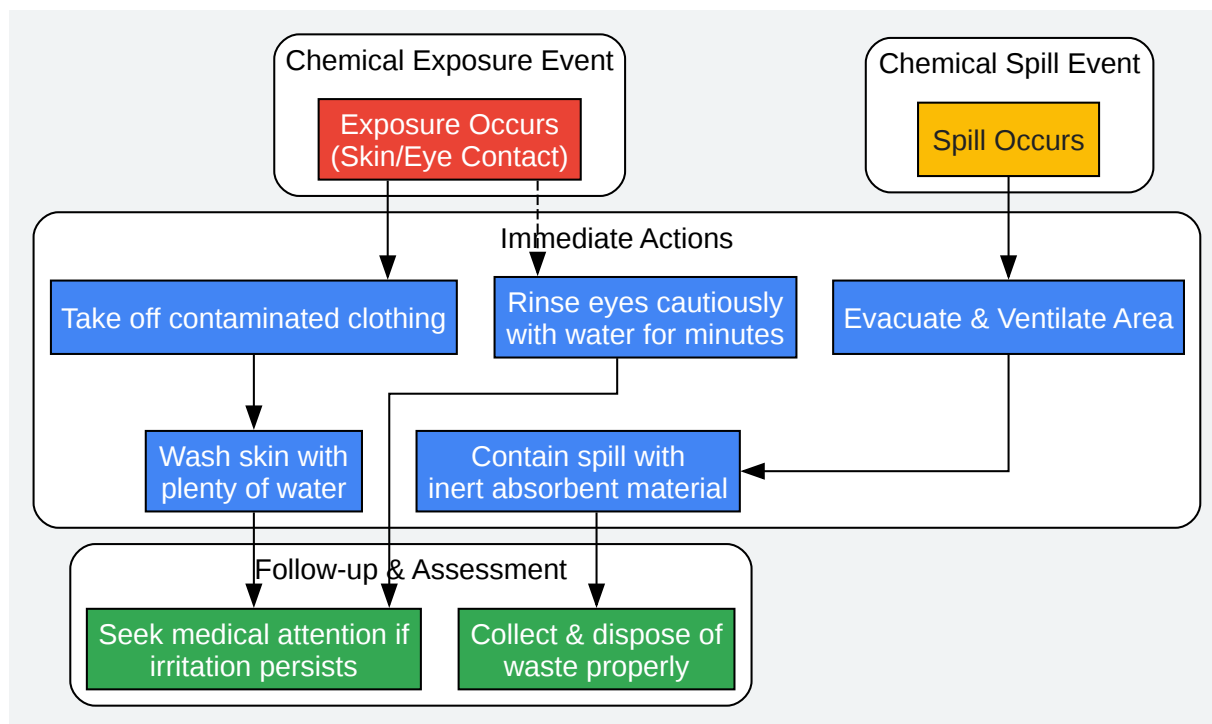 Chemical Exposure Event
Exposure Occurs
(Skin/Eye Contact)
Chemical Spill Event
Spill Occurs
Immediate Actions
Take off contaminated clothing
Rinse eyes cautiously
with water for minutes
Evacuate & Ventilate Area
Wash skin with
plenty of water
Contain spill with
inert absorbent material
Follow-up & Assessment
Seek medical attention if
irritation persists
Collect & dispose of
waste properly